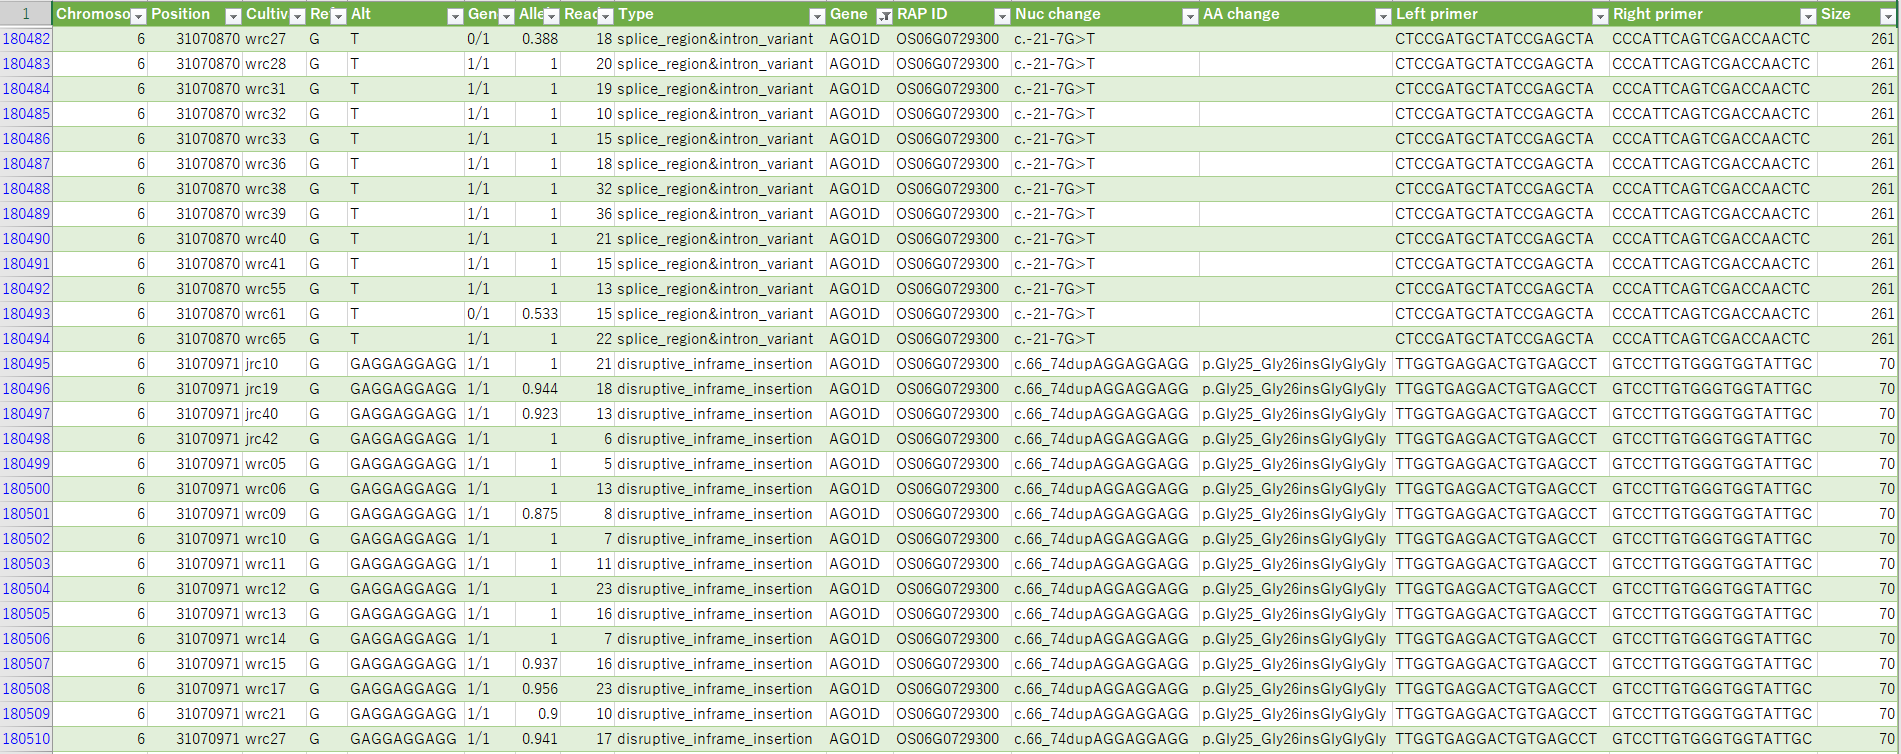 1 Chromoso Position Cultiv Re Alt Gen Alle Read Type Gene RAP ID Nuc change AA change Left primer Right primer Size
180482 6 31070870 wrc27 G T 0/1 0.388 18 splice_region&intron_variant AGO1D OS06G0729300 c.-21-7G>T CTCCGATGCTATCCGAGCTA CCCATTCAGTCGACCAACTC 261
180483 6 31070870 wrc28 G T 1/1 1 20 splice_region&intron_variant AGO1D OS06G0729300 c.-21-7G>T CTCCGATGCTATCCGAGCTA CCCATTCAGTCGACCAACTC 261
180484 6 31070870 wrc31 G T 1/1 1 19 splice_region&intron_variant AGO1D OS06G0729300 c.-21-7G>T CTCCGATGCTATCCGAGCTA CCCATTCAGTCGACCAACTC 261
180485 6 31070870 wrc32 G T 1/1 1 10 splice_region&intron_variant AGO1D OS06G0729300 c.-21-7G>T CTCCGATGCTATCCGAGCTA CCCATTCAGTCGACCAACTC 261
180486 6 31070870 wrc33 G T 1/1 1 15 splice_region&intron_variant AGO1D OS06G0729300 c.-21-7G>T CTCCGATGCTATCCGAGCTA CCCATTCAGTCGACCAACTC 261
180487 6 31070870 wrc36 G T 1/1 1 18 splice_region&intron_variant AGO1D OS06G0729300 c.-21-7G>T CTCCGATGCTATCCGAGCTA CCCATTCAGTCGACCAACTC 261
180488 6 31070870 wrc38 G T 1/1 1 32 splice_region&intron_variant AGO1D OS06G0729300 c.-21-7G>T CTCCGATGCTATCCGAGCTA CCCATTCAGTCGACCAACTC 261
180489 6 31070870 wrc39 G T 1/1 1 36 splice_region&intron_variant AGO1D OS06G0729300 c.-21-7G>T CTCCGATGCTATCCGAGCTA CCCATTCAGTCGACCAACTC 261
180490 6 31070870 wrc40 G T 1/1 1 21 splice_region&intron_variant AGO1D OS06G0729300 c.-21-7G>T CTCCGATGCTATCCGAGCTA CCCATTCAGTCGACCAACTC 261
180491 6 31070870 wrc41 G T 1/1 1 15 splice_region&intron_variant AGO1D OS06G0729300 c.-21-7G>T CTCCGATGCTATCCGAGCTA CCCATTCAGTCGACCAACTC 261
180492 6 31070870 wrc55 G T 1/1 1 13 splice_region&intron_variant AGO1D OS06G0729300 c.-21-7G>T CTCCGATGCTATCCGAGCTA CCCATTCAGTCGACCAACTC 261
180493 6 31070870 wrc61 G T 0/1 0.533 15 splice_region&intron_variant AGO1D OS06G0729300 c.-21-7G>T CTCCGATGCTATCCGAGCTA CCCATTCAGTCGACCAACTC 261
180494 6 31070870 wrc65 G T 1/1 1 22 splice_region&intron_variant AGO1D OS06G0729300 c.-21-7G>T CTCCGATGCTATCCGAGCTA CCCATTCAGTCGACCAACTC 261
180495 6 31070971 jrc10 G GAGGAGGAGG 1/1 1 21 disruptive_inframe_insertion AGO1D OS06G0729300 c.66_74dupAGGAGGAGG p.Gly25_Gly26insGlyGlyGly TTGGTGAGGACTGTGAGCCT GTCCTTGTGGGTGGTATTGC 70
180496 6 31070971 jrc19 G GAGGAGGAGG 1/1 0.944 18 disruptive_inframe_insertion AGO1D OS06G0729300 c.66_74dupAGGAGGAGG p.Gly25_Gly26insGlyGlyGly TTGGTGAGGACTGTGAGCCT GTCCTTGTGGGTGGTATTGC 70
180497 6 31070971 jrc40 G GAGGAGGAGG 1/1 0.923 13 disruptive_inframe_insertion AGO1D OS06G0729300 c.66_74dupAGGAGGAGG p.Gly25_Gly26insGlyGlyGly TTGGTGAGGACTGTGAGCCT GTCCTTGTGGGTGGTATTGC 70
180498 6 31070971 jrc42 G GAGGAGGAGG 1/1 1 6 disruptive_inframe_insertion AGO1D OS06G0729300 c.66_74dupAGGAGGAGG p.Gly25_Gly26insGlyGlyGly TTGGTGAGGACTGTGAGCCT GTCCTTGTGGGTGGTATTGC 70
180499 6 31070971 wrc05 G GAGGAGGAGG 1/1 1 5 disruptive_inframe_insertion AGO1D OS06G0729300 c.66_74dupAGGAGGAGG p.Gly25_Gly26insGlyGlyGly TTGGTGAGGACTGTGAGCCT GTCCTTGTGGGTGGTATTGC 70
180500 6 31070971 wrc06 G GAGGAGGAGG 1/1 1 13 disruptive_inframe_insertion AGO1D OS06G0729300 c.66_74dupAGGAGGAGG p.Gly25_Gly26insGlyGlyGly TTGGTGAGGACTGTGAGCCT GTCCTTGTGGGTGGTATTGC 70
180501 6 31070971 wrc09 G GAGGAGGAGG 1/1 0.875 8 disruptive_inframe_insertion AGO1D OS06G0729300 c.66_74dupAGGAGGAGG p.Gly25_Gly26insGlyGlyGly TTGGTGAGGACTGTGAGCCT GTCCTTGTGGGTGGTATTGC 70
180502 6 31070971 wrc10 G GAGGAGGAGG 1/1 1 7 disruptive_inframe_insertion AGO1D OS06G0729300 c.66_74dupAGGAGGAGG p.Gly25_Gly26insGlyGlyGly TTGGTGAGGACTGTGAGCCT GTCCTTGTGGGTGGTATTGC 70
180503 6 31070971 wrc11 G GAGGAGGAGG 1/1 1 11 disruptive_inframe_insertion AGO1D OS06G0729300 c.66_74dupAGGAGGAGG p.Gly25_Gly26insGlyGlyGly TTGGTGAGGACTGTGAGCCT GTCCTTGTGGGTGGTATTGC 70
180504 6 31070971 wrc12 G GAGGAGGAGG 1/1 1 23 disruptive_inframe_insertion AGO1D OS06G0729300 c.66_74dupAGGAGGAGG p.Gly25_Gly26insGlyGlyGly TTGGTGAGGACTGTGAGCCT GTCCTTGTGGGTGGTATTGC 70
180505 6 31070971 wrc13 G GAGGAGGAGG 1/1 1 16 disruptive_inframe_insertion AGO1D OS06G0729300 c.66_74dupAGGAGGAGG p.Gly25_Gly26insGlyGlyGly TTGGTGAGGACTGTGAGCCT GTCCTTGTGGGTGGTATTGC 70
180506 6 31070971 wrc14 G GAGGAGGAGG 1/1 1 7 disruptive_inframe_insertion AGO1D OS06G0729300 c.66_74dupAGGAGGAGG p.Gly25_Gly26insGlyGlyGly TTGGTGAGGACTGTGAGCCT GTCCTTGTGGGTGGTATTGC 70
180507 6 31070971 wrc15 G GAGGAGGAGG 1/1 0.937 16 disruptive_inframe_insertion AGO1D OS06G0729300 c.66_74dupAGGAGGAGG p.Gly25_Gly26insGlyGlyGly TTGGTGAGGACTGTGAGCCT GTCCTTGTGGGTGGTATTGC 70
180508 6 31070971 wrc17 G GAGGAGGAGG 1/1 0.956 23 disruptive_inframe_insertion AGO1D OS06G0729300 c.66_74dupAGGAGGAGG p.Gly25_Gly26insGlyGlyGly TTGGTGAGGACTGTGAGCCT GTCCTTGTGGGTGGTATTGC 70
180509 6 31070971 wrc21 G GAGGAGGAGG 1/1 0.9 10 disruptive_inframe_insertion AGO1D OS06G0729300 c.66_74dupAGGAGGAGG p.Gly25_Gly26insGlyGlyGly TTGGTGAGGACTGTGAGCCT GTCCTTGTGGGTGGTATTGC 70
180510 6 31070971 wrc27 G GAGGAGGAGG 1/1 0.941 17 disruptive_inframe_insertion AGO1D OS06G0729300 c.66_74dupAGGAGGAGG p.Gly25_Gly26insGlyGlyGly TTGGTGAGGACTGTGAGCCT GTCCTTGTGGGTGGTATTGC 70